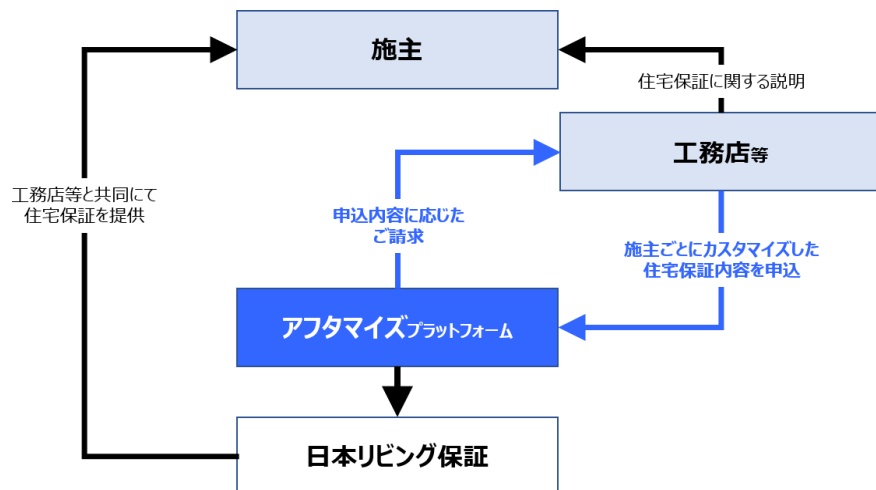 施主
住宅保証に関する説明
工務店等
工務店等と共同にて
住宅保証を提供
申込内容に応じた
ご請求
施主ごとにカスタマイズした
住宅保証内容を申込
アフタマイズプラットフォーム
日本リビング保証